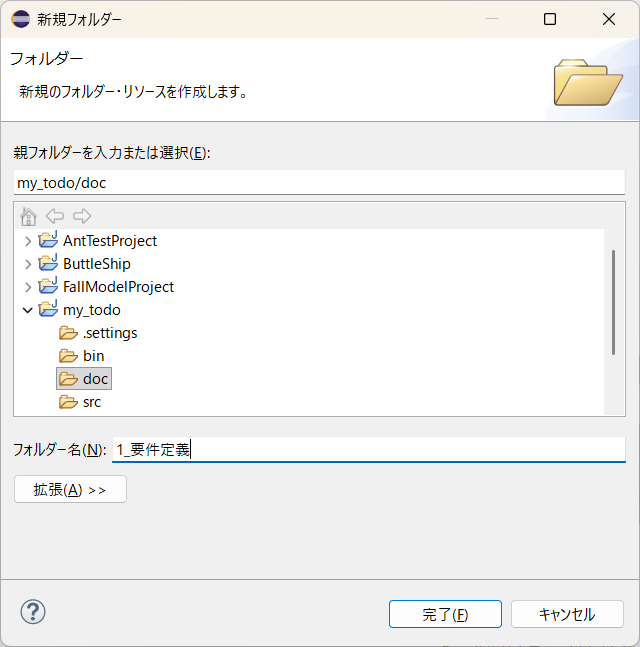 新規フォルダー
フォルダー
新規のフォルダー・リソースを作成します。
親フォルダーを入力または選択(E):
my_todo/doc
AntTestProject
ButtleShip
FallModelProject
my_todo
.settings
bin
doc
src
フォルダー名(N): 1_要件定義
拡張(A) >>
完了(F) キャンセル